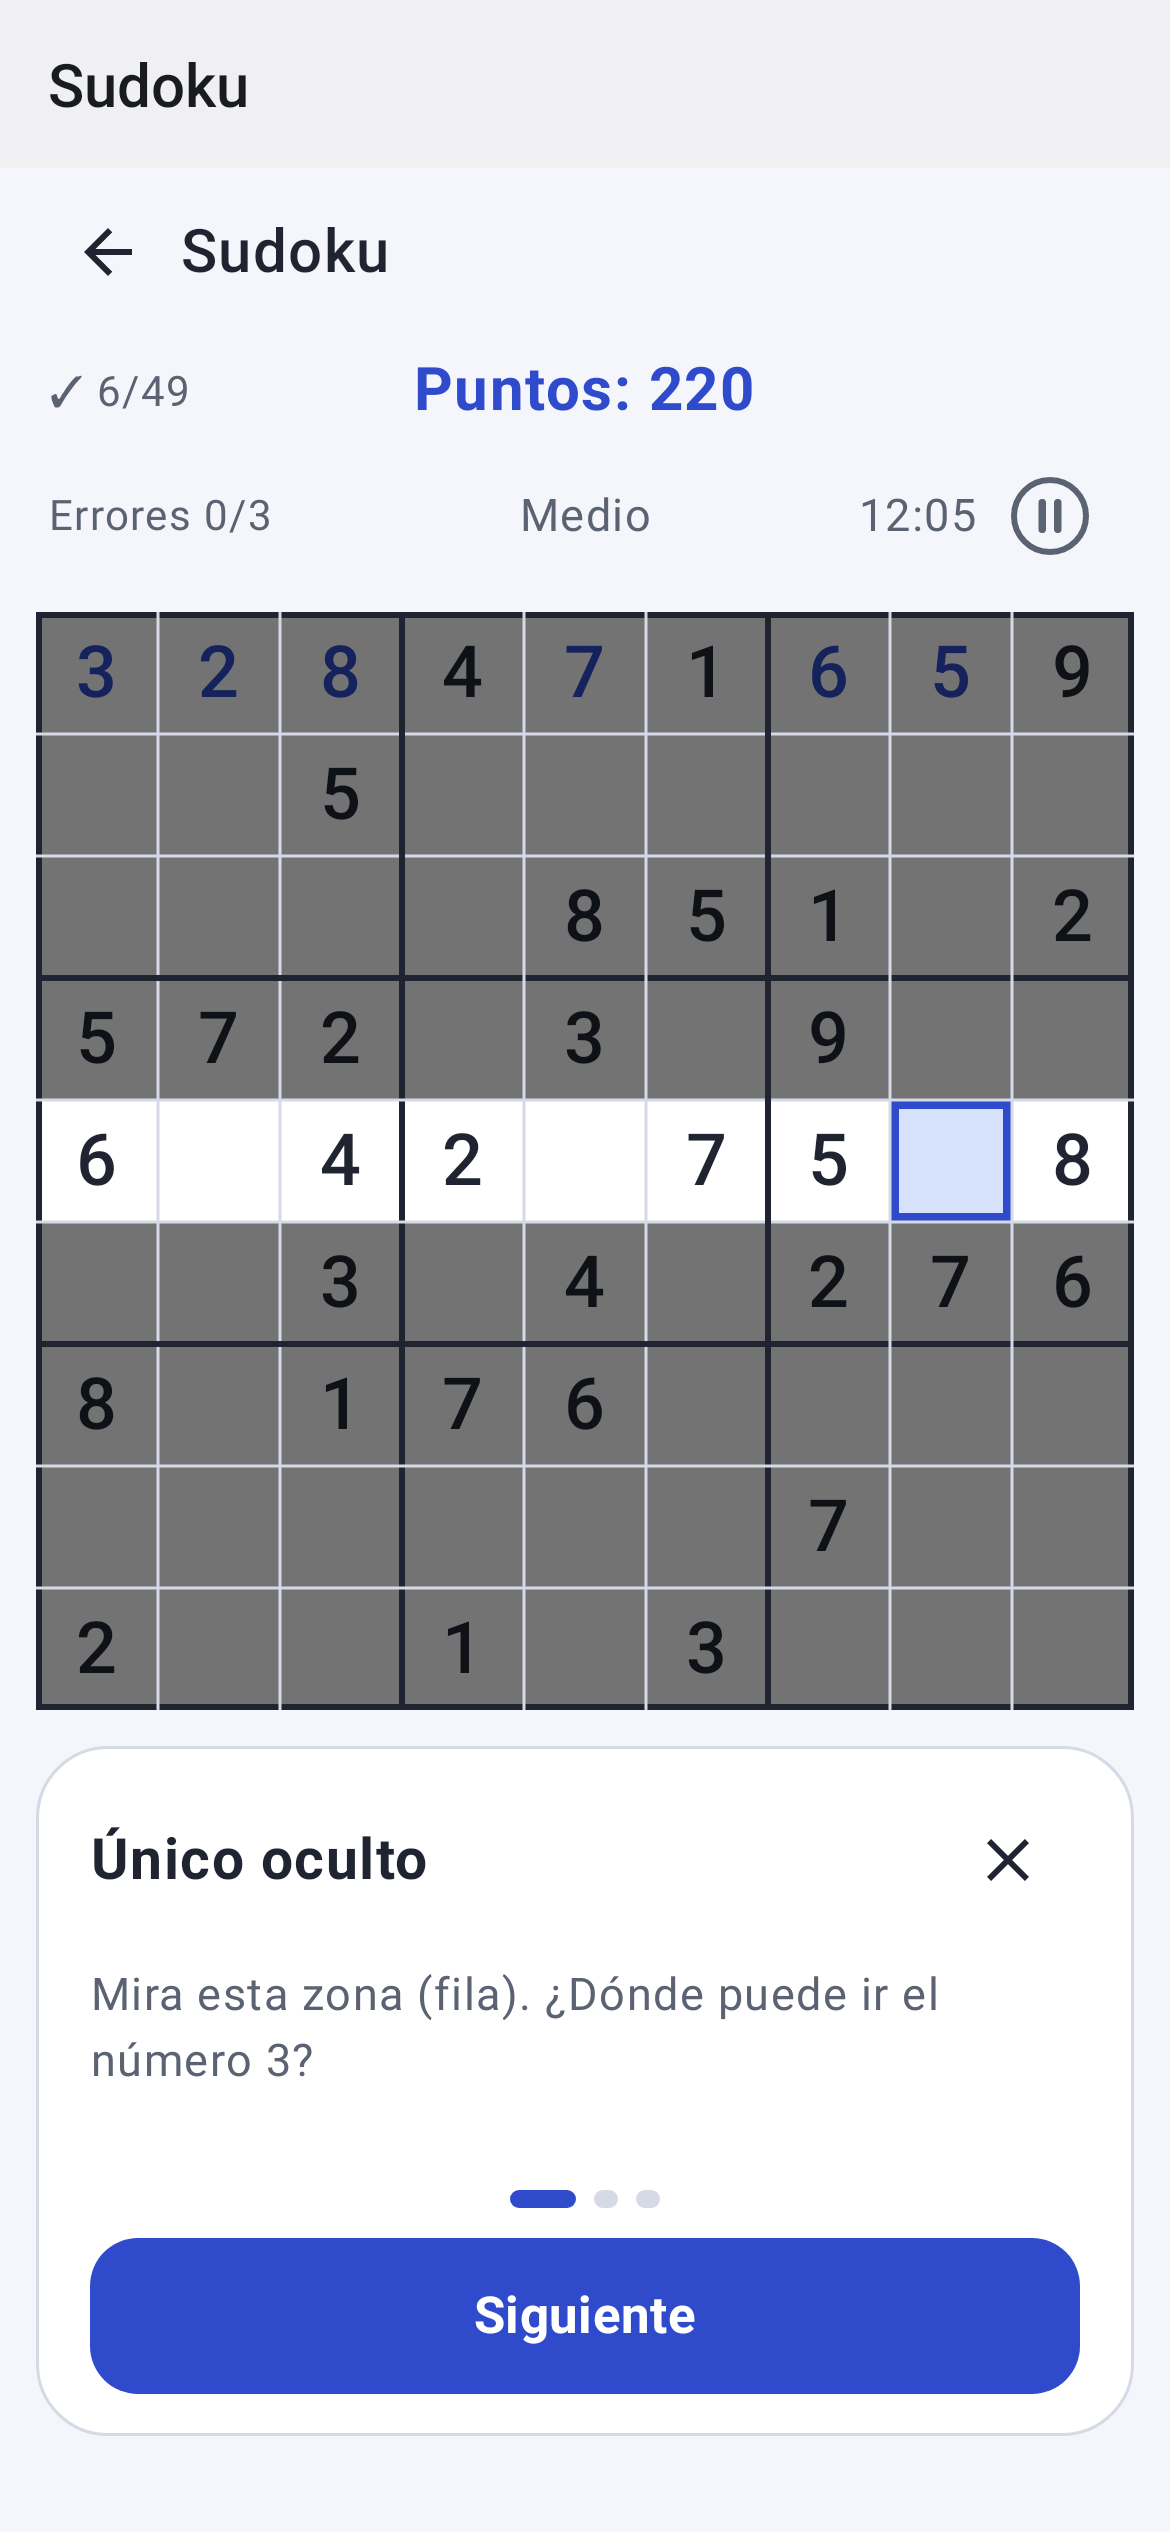 Sudoku
Sudoku
✓ 6/49 Puntos: 220
Errores 0/3 Medio 12:05
3 2 8 4 7 1 6 5 9
5
8 5 1 2
5 7 2 3 9
6 4 2 7 5 8
3 4 2 7 6
8 1 7 6
7
2 1 3
Único oculto
Mira esta zona (fila). ¿Dónde puede ir el
número 3?
Siguiente